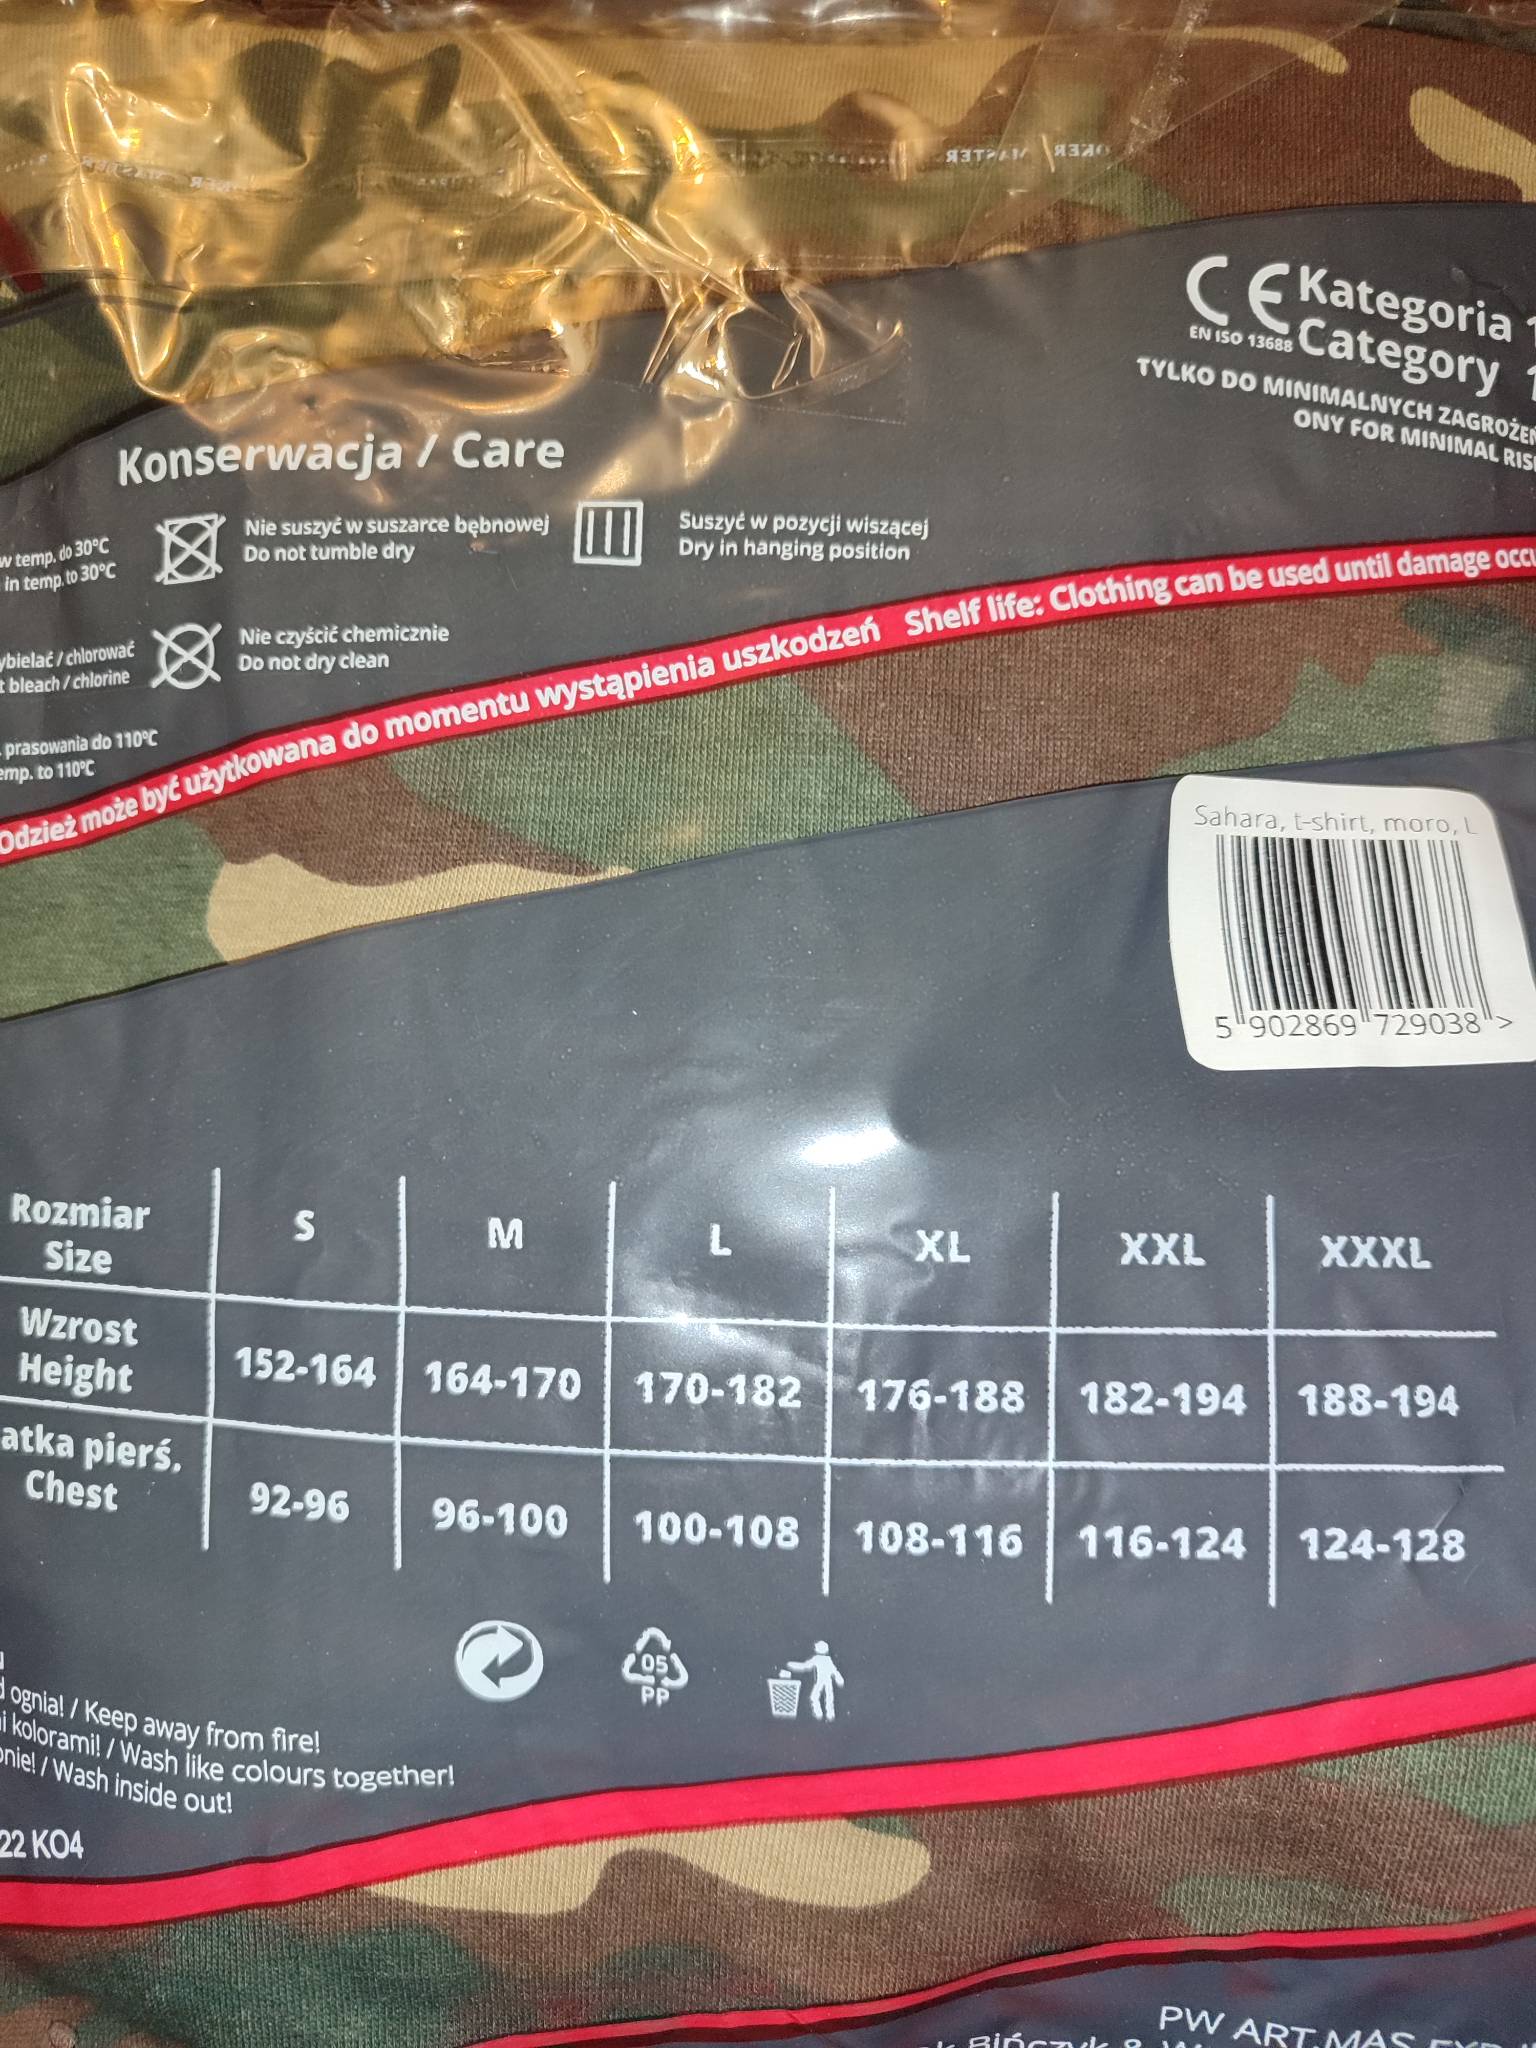 MASTER
CE Kategoria
EN ISO 13688 Category
TYLKO DO MINIMALNYCH
ONY FOR MINIMAL
Konserwacja / Care
w temp. do 30°C
in temp. to 30°C
Nie suszyć w suszarce bębnowej
Do not tumble dry
Suszyć w pozycji wiszącej
Dry in hanging position
/ chlorować
bleach / chlorine
Nie czyścić chemicznie
Do not dry clean
prasowania do 110°C
to 110°C
Odzież może być użytkowana do momentu wystąpienia uszkodzeń Shelf life: Clothing can be used until damage
Sahara, t-shirt, moro, L
5 902869 729038 >
Rozmiar
Size
S M L XL XXL XXXL
Wzrost
Height
152-164 164-170 170-182 176-188 182-194 188-194
pierś.
Chest
92-96 96-100 100-108 108-116 116-124 124-128
05
PP
ognia! / Keep away from fire!
kolorami! / Wash like colours together!
/ Wash inside out!
22 KO4
PW ART.MAS
Bińczyk &